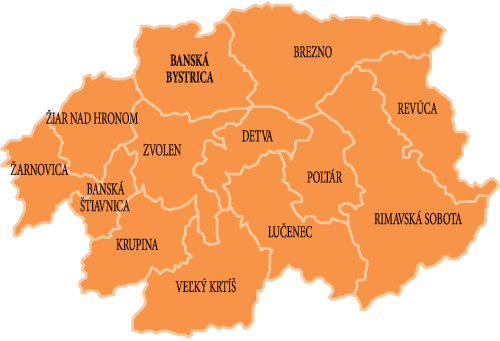 BREZNO
BANSKÁ
BYSTRICA
REVÚCA
ŽIAR NAD HRONOM
DETVA
ZVOLEN
ŽARNOVICA
POLTÁR
BANSKÁ
ŠTIAVNICA
RIMAVSKÁ SOBOTA
LUČENEC
KRUPINA
VEĽKÝ KRTÍŠ